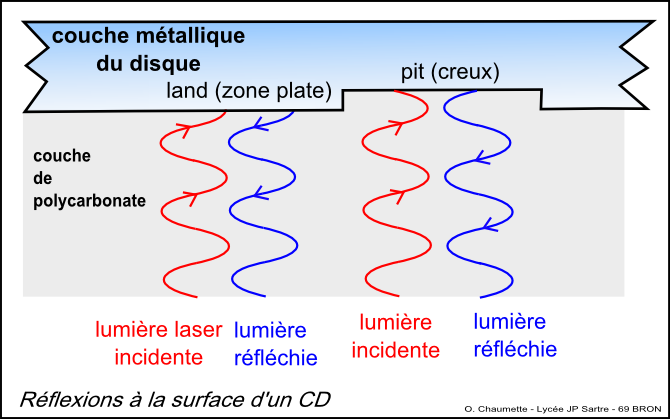 couche métallique
du disque
land (zone plate)
pit (creux)
couche
de
polycarbonate
lumière laser
incidente
lumière
réfléchie
lumière
incidente
lumière
réfléchie
Réflexions à la surface d'un CD
O. Chaumette - Lycée JP Sartre - 69 BRON